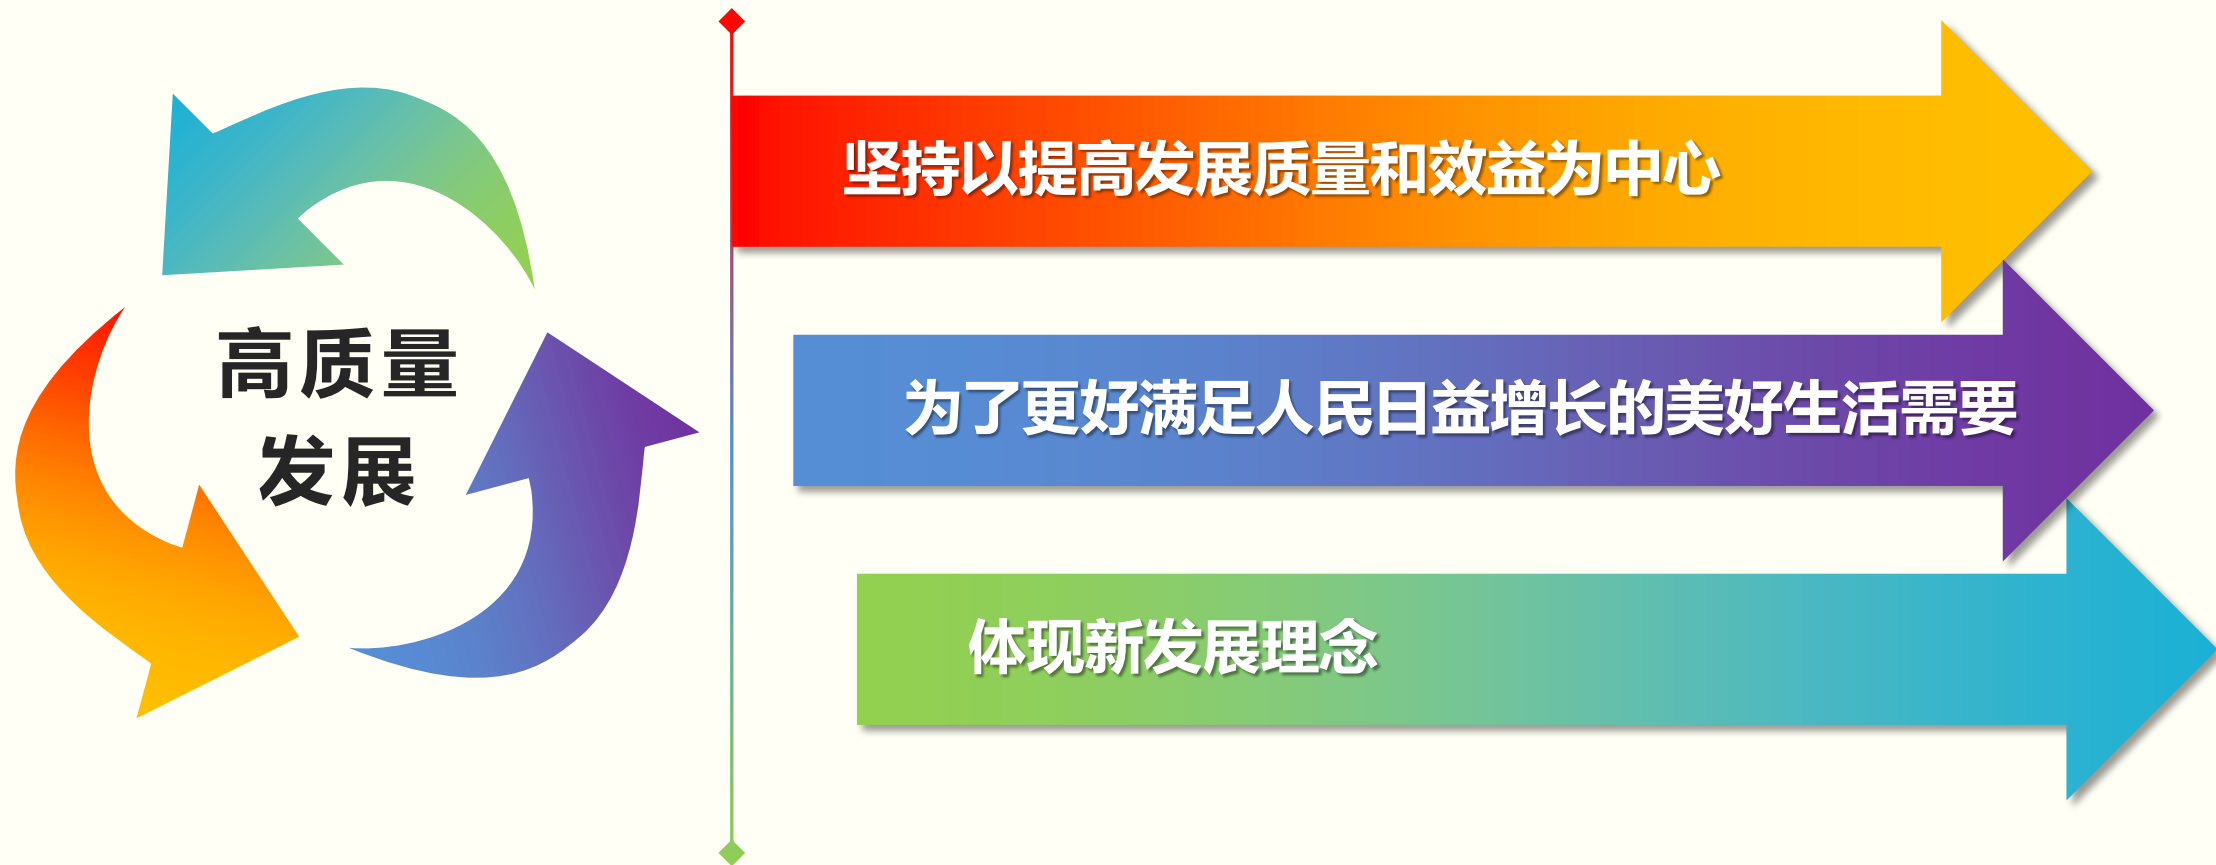 高质量
发展
坚持以提高发展质量和效益为中心
为了更好满足人民日益增长的美好生活需要
体现新发展理念